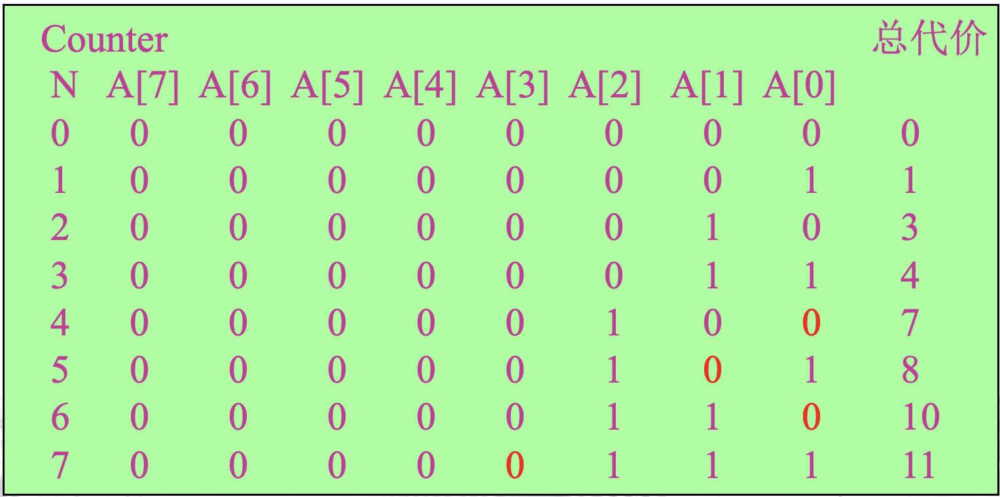 Counter 总代价
N A[7] A[6] A[5] A[4] A[3] A[2] A[1] A[0]
0 0 0 0 0 0 0 0 0 0
1 0 0 0 0 0 0 0 1 1
2 0 0 0 0 0 0 1 0 3
3 0 0 0 0 0 0 1 1 4
4 0 0 0 0 0 1 0 0 7
5 0 0 0 0 0 1 0 1 8
6 0 0 0 0 0 1 1 0 10
7 0 0 0 0 0 1 1 1 11